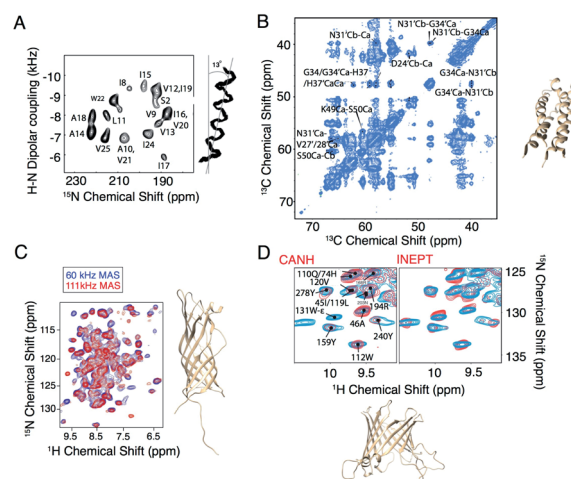 A
H-N Dipolar coupling (kHz)
-10
-9
-8
-7
-6
I8
I15
V12,I19
S2
W22
V9
I16,
V20
A18
L11
V13
A14
V25
A10,
V21
I24
I17
230
210
190
15N Chemical Shift (ppm)
13°
B
13C Chemical Shift (ppm)
40
50
60
70
N31'Cb-G34'Ca
N31'Cb-Ca
N31'Cb-G34Ca
D24'Cb-Ca
G34/G34'Ca-H37-
/H37'CaCa
G34Ca-N31'Cb
G34'Ca-N31'Cb
K49Ca-S50Ca
N31'Ca-
V27'/28'Ca
S50Ca-Cb
70
60
50
40
13C Chemical Shift (ppm)
C
60 kHz MAS
111kHz MAS
15N Chemical Shift (ppm)
115
120
125
130
9.5
8.5
7.5
6.5
1H Chemical Shift (ppm)
D
CANH
INEPT
110Q/74H
120V
278Y
45I/119L
131W-ε
194R
46A
159Y
240Y
112W
125
130
135
15N Chemical Shift (ppm)
10
9.5
10
9.5
1H Chemical Shift (ppm)